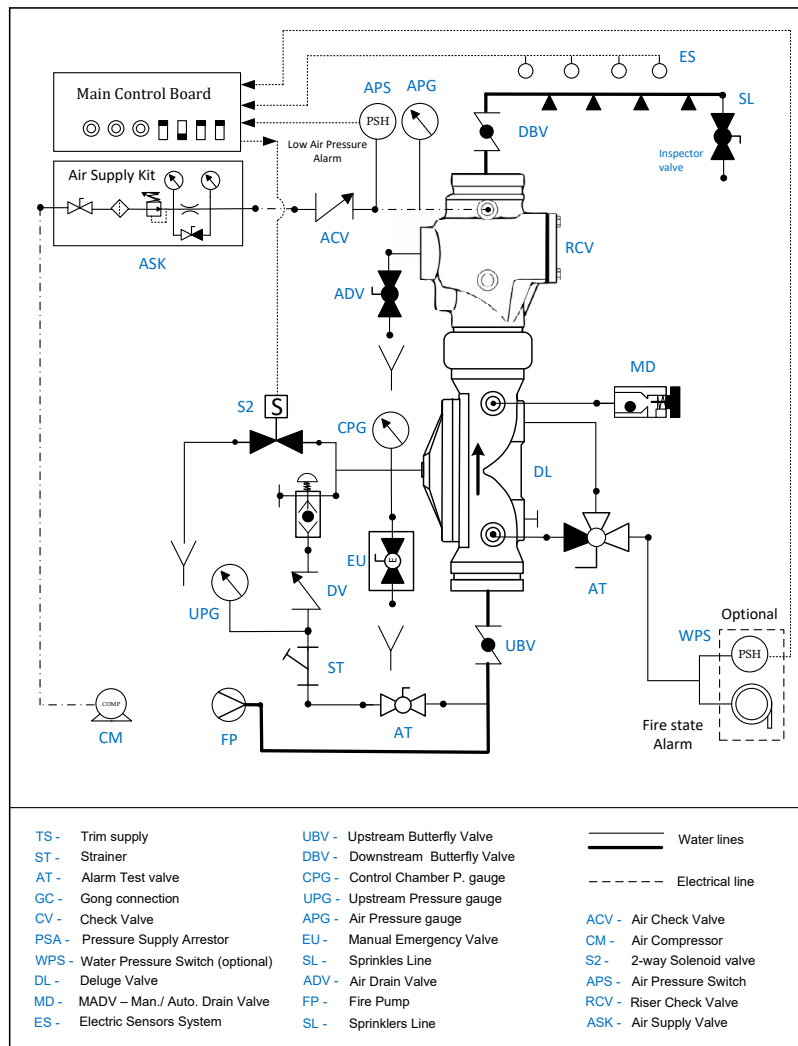 ES
APS
APG
Main Control Board
PSH
SL
DBV
Low Air Pressure
Alarm
Inspector
valve
Air Supply Kit
ACV
RCV
ASK
ADV
MD
S2
S
CPG
DL
E
EU
DV
AT
UPG
Optional
WPS
PSH
UBV
ST
COMP
CM
FP
AT
Fire state
Alarm
TS - Trim supply
ST - Strainer
AT - Alarm Test valve
GC - Gong connection
CV - Check Valve
PSA - Pressure Supply Arrestor
WPS - Water Pressure Switch (optional)
DL - Deluge Valve
MD - MADV – Man./ Auto. Drain Valve
ES - Electric Sensors System
UBV - Upstream Butterfly Valve
DBV - Downstream Butterfly Valve
CPG - Control Chamber P. gauge
UPG - Upstream Pressure gauge
APG - Air Pressure gauge
EU - Manual Emergency Valve
SL - Sprinkles Line
ADV - Air Drain Valve
FP - Fire Pump
SL - Sprinklers Line
Water lines
Electrical line
ACV - Air Check Valve
CM - Air Compressor
S2 - 2-way Solenoid valve
APS - Air Pressure Switch
RCV - Riser Check Valve
ASK - Air Supply Valve